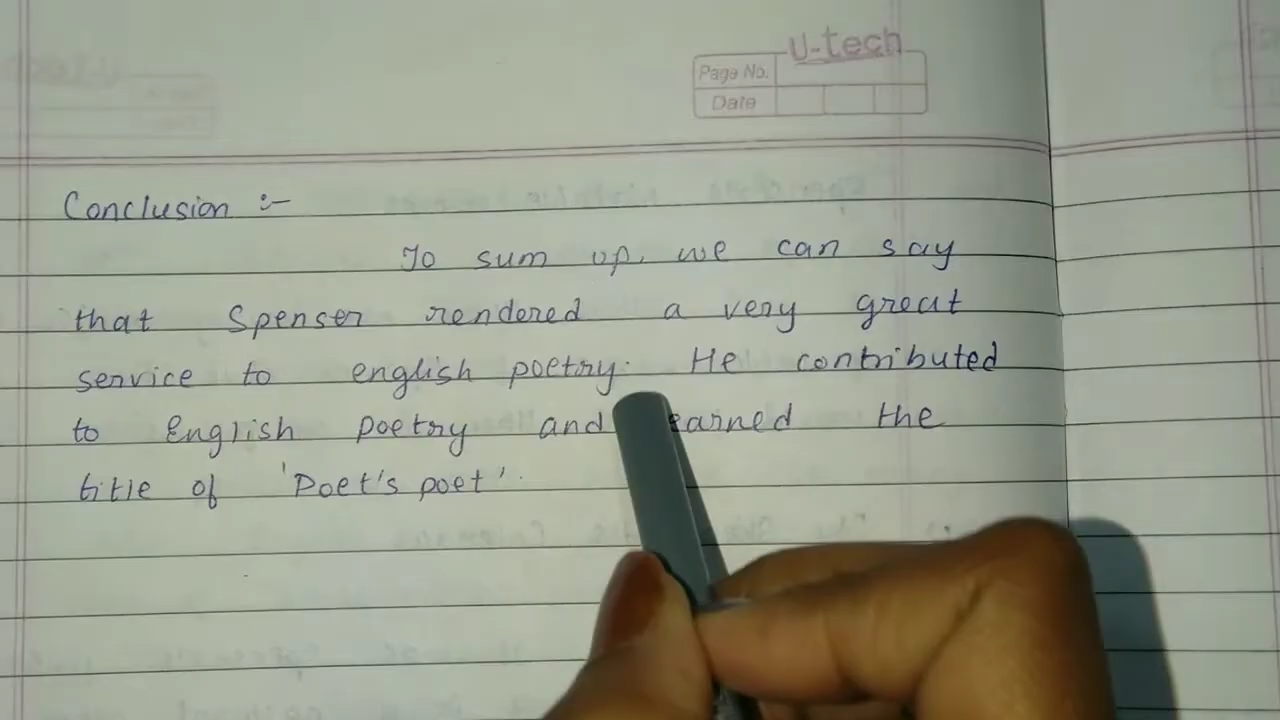 U-tech
Page No.
Date
Conclusion :-
To sum up, we can say
that Spenser rendered a very great
service to english poetry. He contributed
to English poetry and earned the
title of 'Poet's poet'.